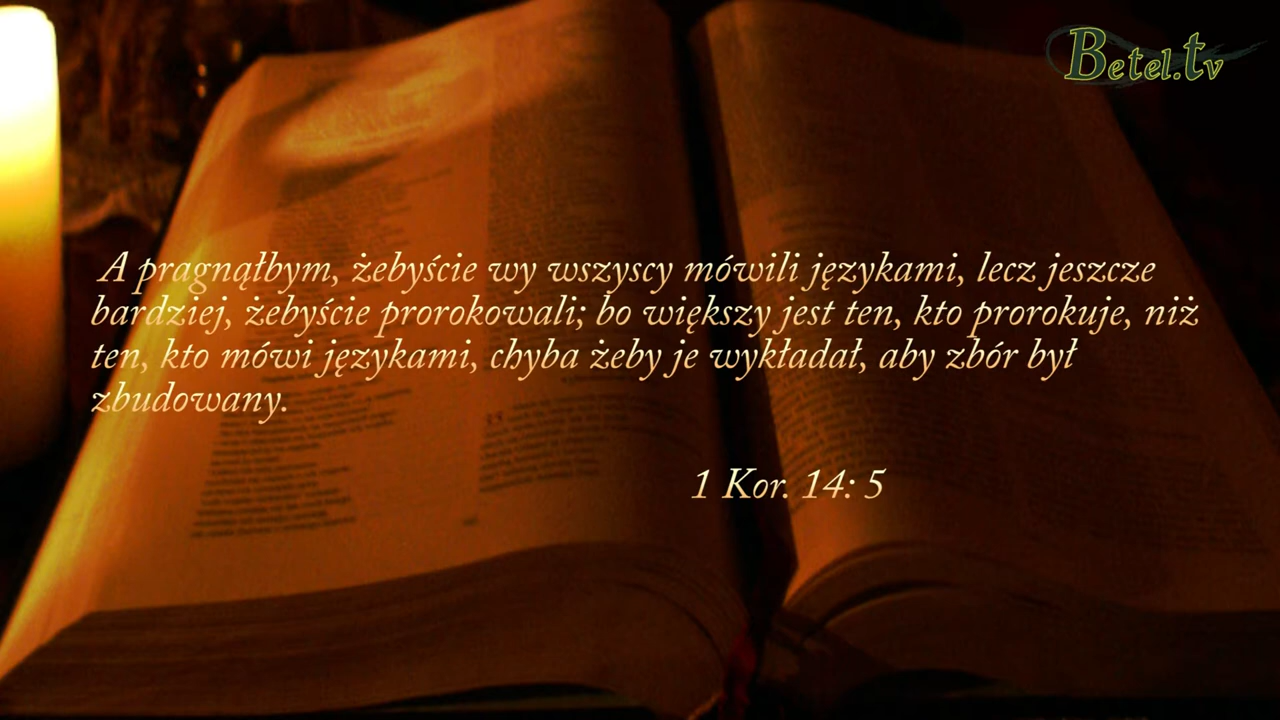 Betel.tv
A pragnąłbym, żebyście wy wszyscy mówili językami, lecz jeszcze
bardziej, żebyście prorokowali; bo większy jest ten, kto prorokuje, niż
ten, kto mówi językami, chyba żeby je wykładał, aby zbór był
zbudowany.
1 Kor. 14: 5